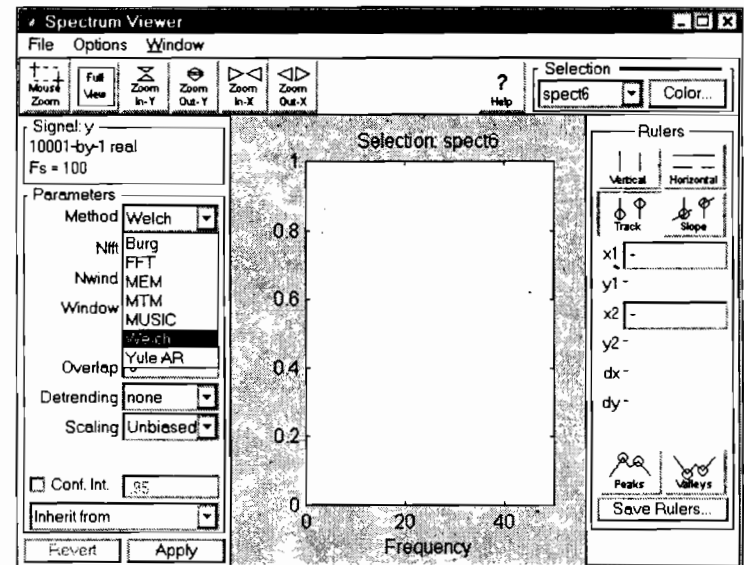 Spectrum Viewer
File Options Window
Mouse Zoom
Full View
Zoom In-Y
Zoom Out-Y
Zoom In-X
Zoom Out-X
? Help
Selection
spect6
Color...
Signal: y
10001-by-1 real
Fs = 100
Parameters
Method Welch
Nfft
Nwind
Window
Burg
FFT
MEM
MTM
MUSIC
Welch
Yule AR
Overlap
Detrending none
Scaling Unbiased
Conf. Int. .95
Inherit from
Revert Apply
Selection: spect6
1
0.8
0.6
0.4
0.2
0
0 20 40
Frequency
Rulers
Vertical Horizontal
Track Slope
x1 -
y1 -
x2 -
y2 -
dx -
dy -
Peaks Valleys
Save Rulers...